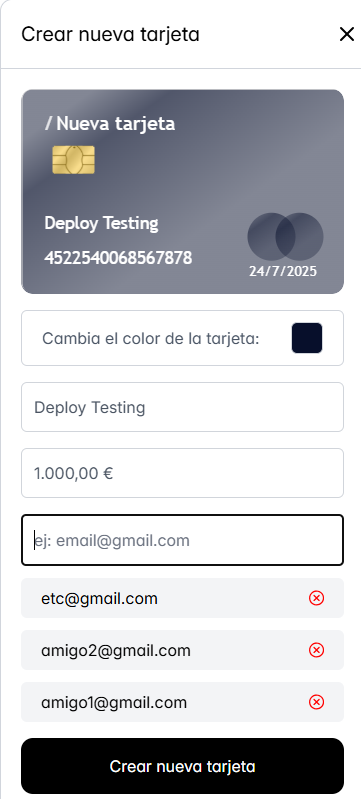 Crear nueva tarjeta
/ Nueva tarjeta
Deploy Testing
4522540068567878
24/7/2025
Cambia el color de la tarjeta:
Deploy Testing
1.000,00 €
ej: email@gmail.com
etc@gmail.com
amigo2@gmail.com
amigo1@gmail.com
Crear nueva tarjeta